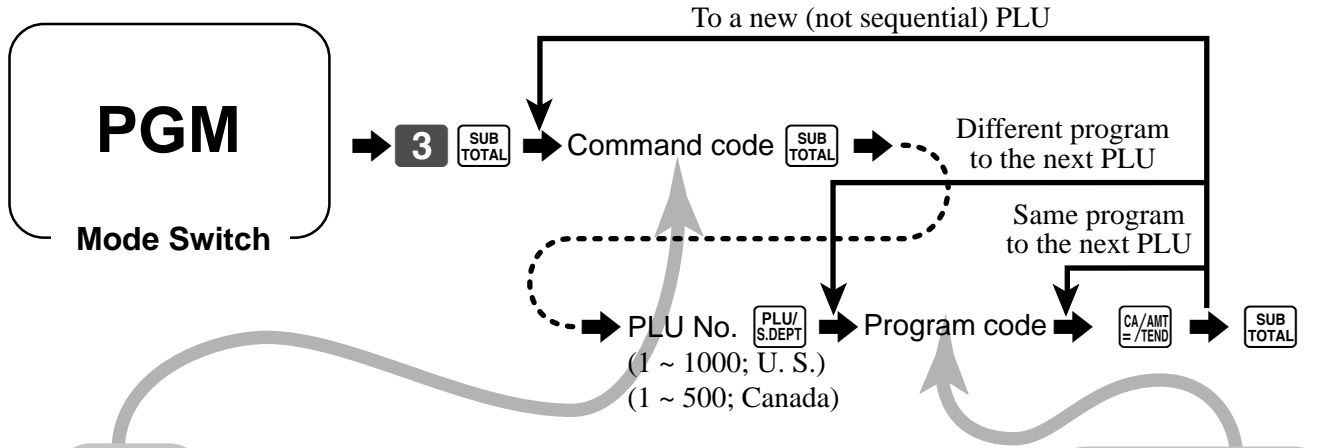 To a new (not sequential) PLU
PGM
Mode Switch
3 SUB TOTAL Command code SUB TOTAL
Different program
to the next PLU
Same program
to the next PLU
PLU No. PLU/ S.DEPT Program code CA/AMT = /TEND SUB TOTAL
(1 ~ 1000; U. S.)
(1 ~ 500; Canada)